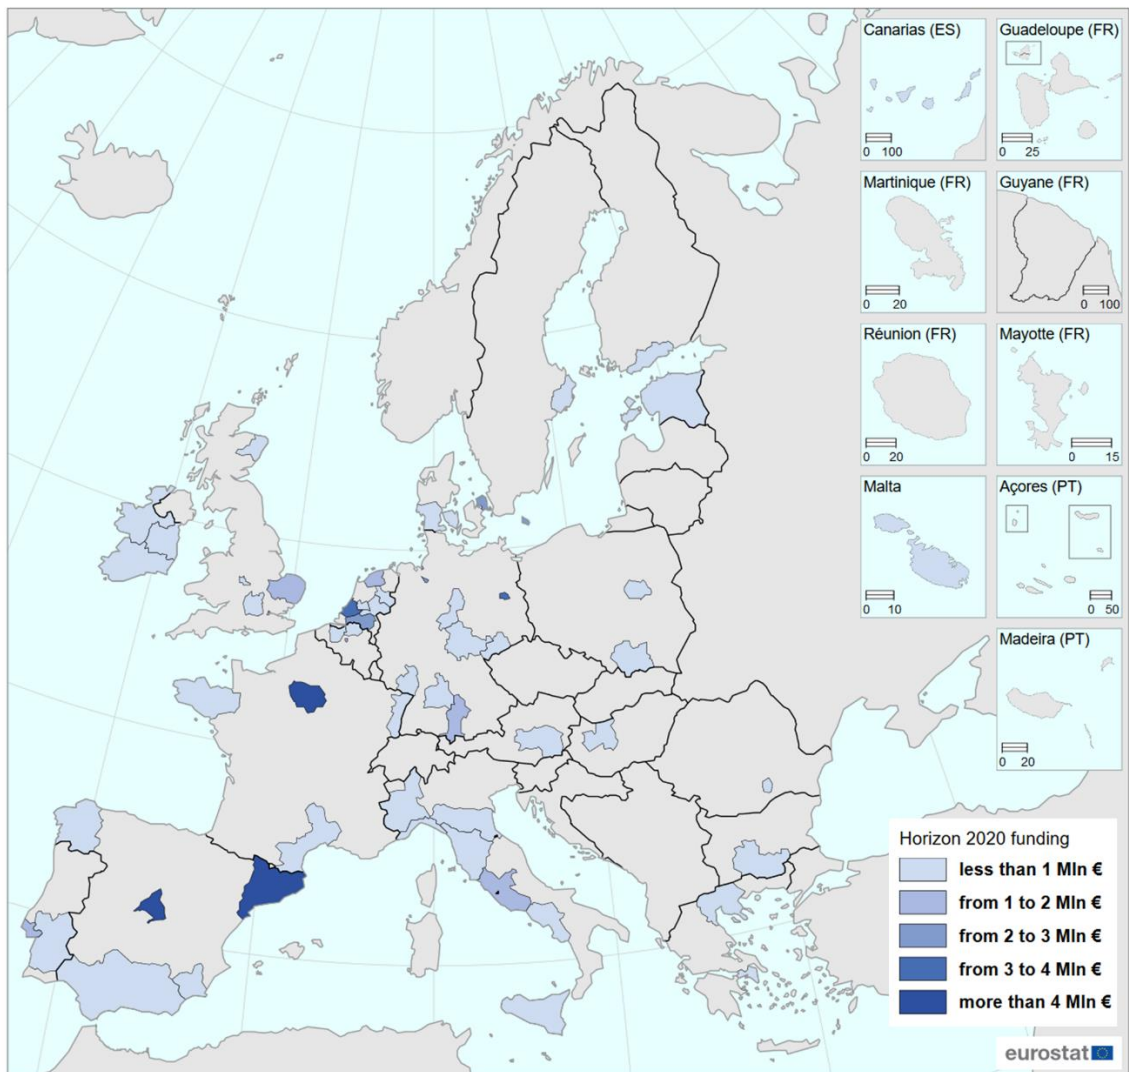 Canarias (ES)
0 100
Guadeloupe (FR)
0 25
Martinique (FR)
0 20
Guyane (FR)
0 100
Réunion (FR)
0 20
Mayotte (FR)
0 15
Malta
0 10
Açores (PT)
0 50
Madeira (PT)
0 20
Horizon 2020 funding
less than 1 Mln €
from 1 to 2 Mln €
from 2 to 3 Mln €
from 3 to 4 Mln €
more than 4 Mln €
eurostat